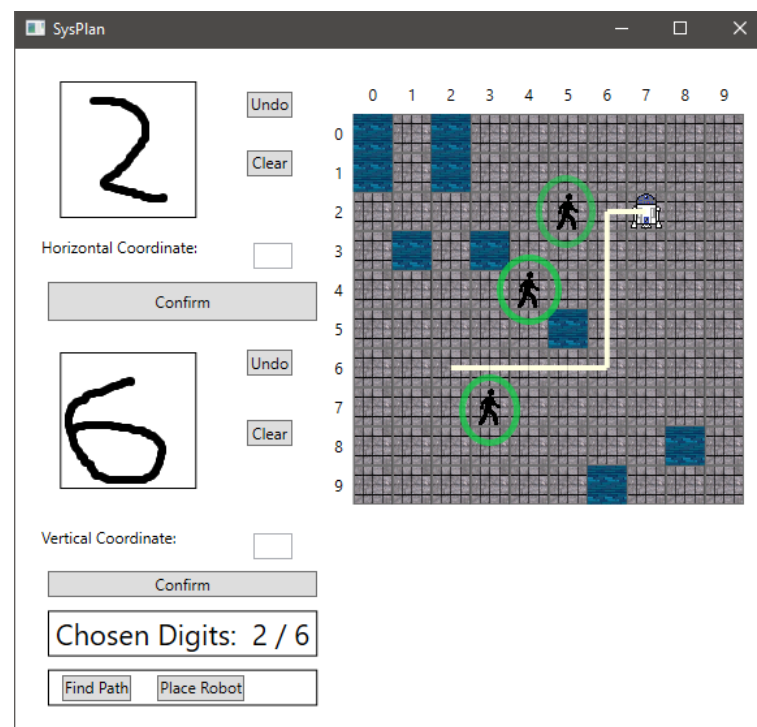 SysPlan
2
Undo
Clear
Horizontal Coordinate:
Confirm
6
Undo
Clear
Vertical Coordinate:
Confirm
Chosen Digits: 2 / 6
Find Path Place Robot
0 1 2 3 4 5 6 7 8 9
0
1
2
3
4
5
6
7
8
9